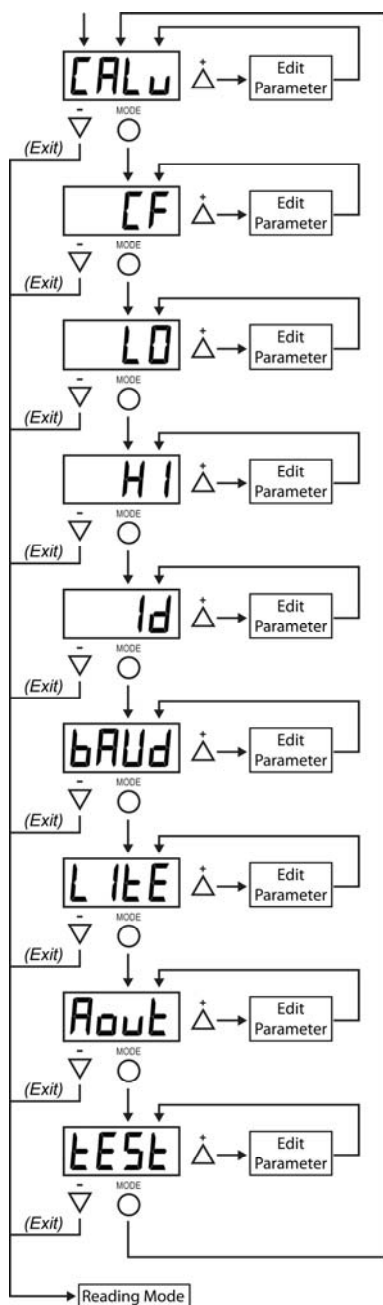 CALu
+
Edit
Parameter
-
MODE
(Exit)
CF
+
Edit
Parameter
-
MODE
(Exit)
LO
+
Edit
Parameter
-
MODE
(Exit)
HI
+
Edit
Parameter
-
MODE
(Exit)
Id
+
Edit
Parameter
-
MODE
(Exit)
bAUd
+
Edit
Parameter
-
MODE
(Exit)
LItE
+
Edit
Parameter
-
MODE
(Exit)
Aout
+
Edit
Parameter
-
MODE
(Exit)
tESt
+
Edit
Parameter
-
MODE
(Exit)
Reading Mode